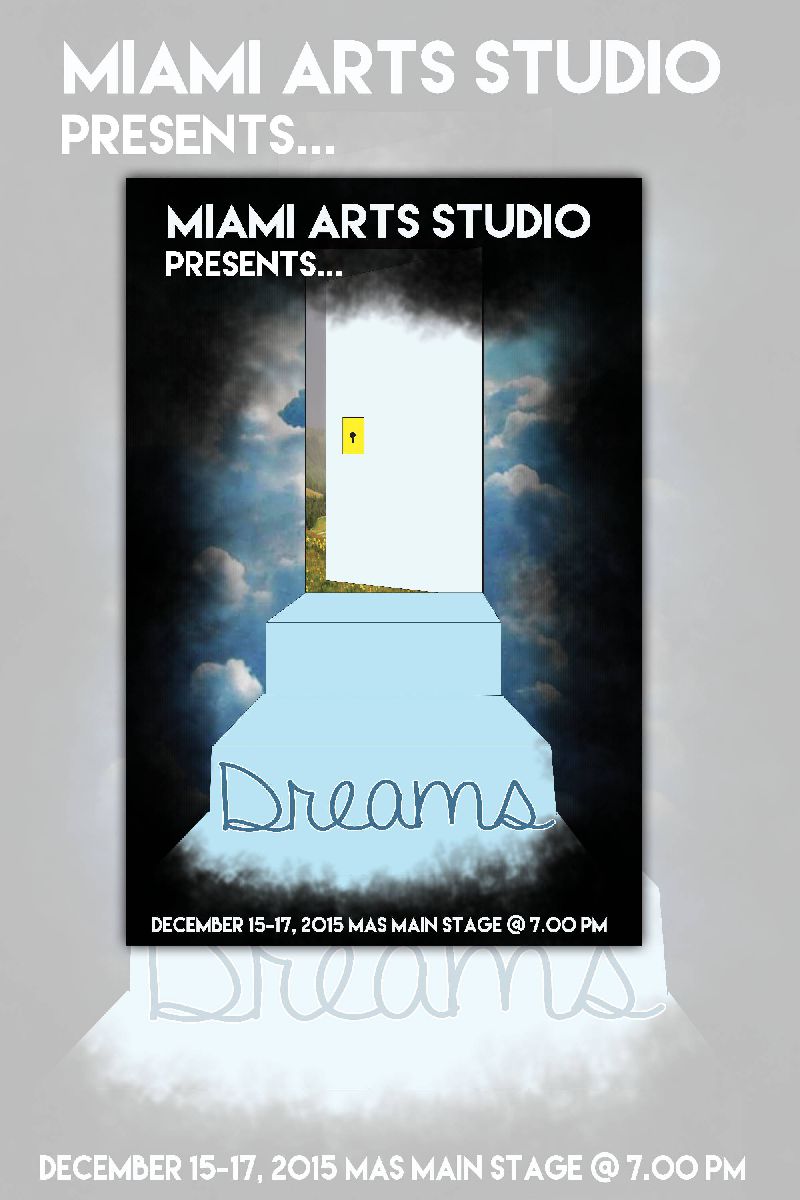 MIAMI ARTS STUDIO
PRESENTS...
MIAMI ARTS STUDIO
PRESENTS...
Dreams
DECEMBER 15-17, 2015 MAS MAIN STAGE @ 7.00 PM
Dreams
DECEMBER 15-17, 2015 MAS MAIN STAGE @ 7.00 PM